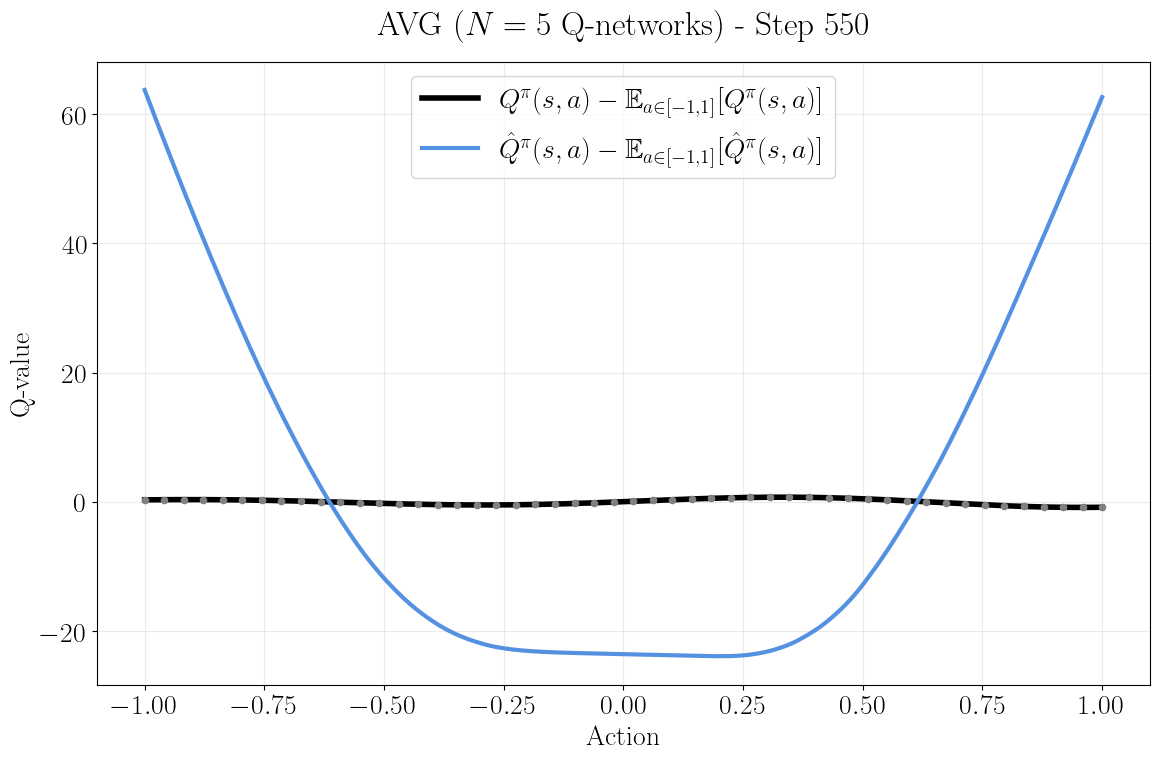 AVG (N = 5 Q-networks) - Step 550
Q^π(s, a) − 𝔼_{a∈[−1,1]}[Q^π(s, a)]
Q̂^π(s, a) − 𝔼_{a∈[−1,1]}[Q̂^π(s, a)]
Q-value
60
40
20
0
−20
−1.00 −0.75 −0.50 −0.25 0.00 0.25 0.50 0.75 1.00
Action